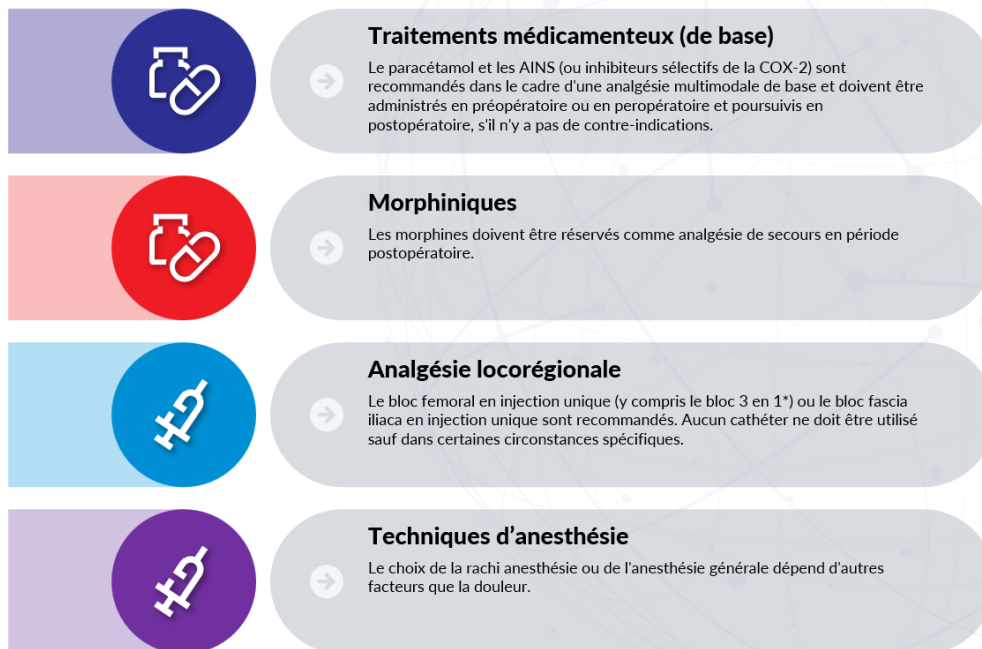 Traitements médicamenteux (de base)
Le paracétamol et les AINS (ou inhibiteurs sélectifs de la COX-2) sont
recommandés dans le cadre d'une analgésie multimodale de base et doivent être
administrés en préopératoire ou en peropératoire et poursuivis en
postopératoire, s'il n'y a pas de contre-indications.
Morphiniques
Les morphines doivent être réservés comme analgésie de secours en période
postopératoire.
Analgésie locorégionale
Le bloc femoral en injection unique (y compris le bloc 3 en 1*) ou le bloc fascia
iliaca en injection unique sont recommandés. Aucun cathéter ne doit être utilisé
sauf dans certaines circonstances spécifiques.
Techniques d’anesthésie
Le choix de la rachi anesthésie ou de l'anesthésie générale dépend d'autres
facteurs que la douleur.